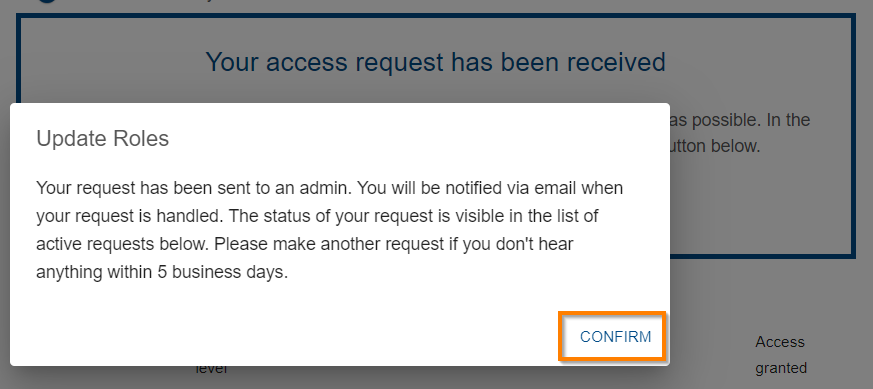 Your access request has been received
as possible. In the
utton below.
Update Roles
Your request has been sent to an admin. You will be notified via email when
your request is handled. The status of your request is visible in the list of
active requests below. Please make another request if you don't hear
anything within 5 business days.
CONFIRM
Access
level
granted